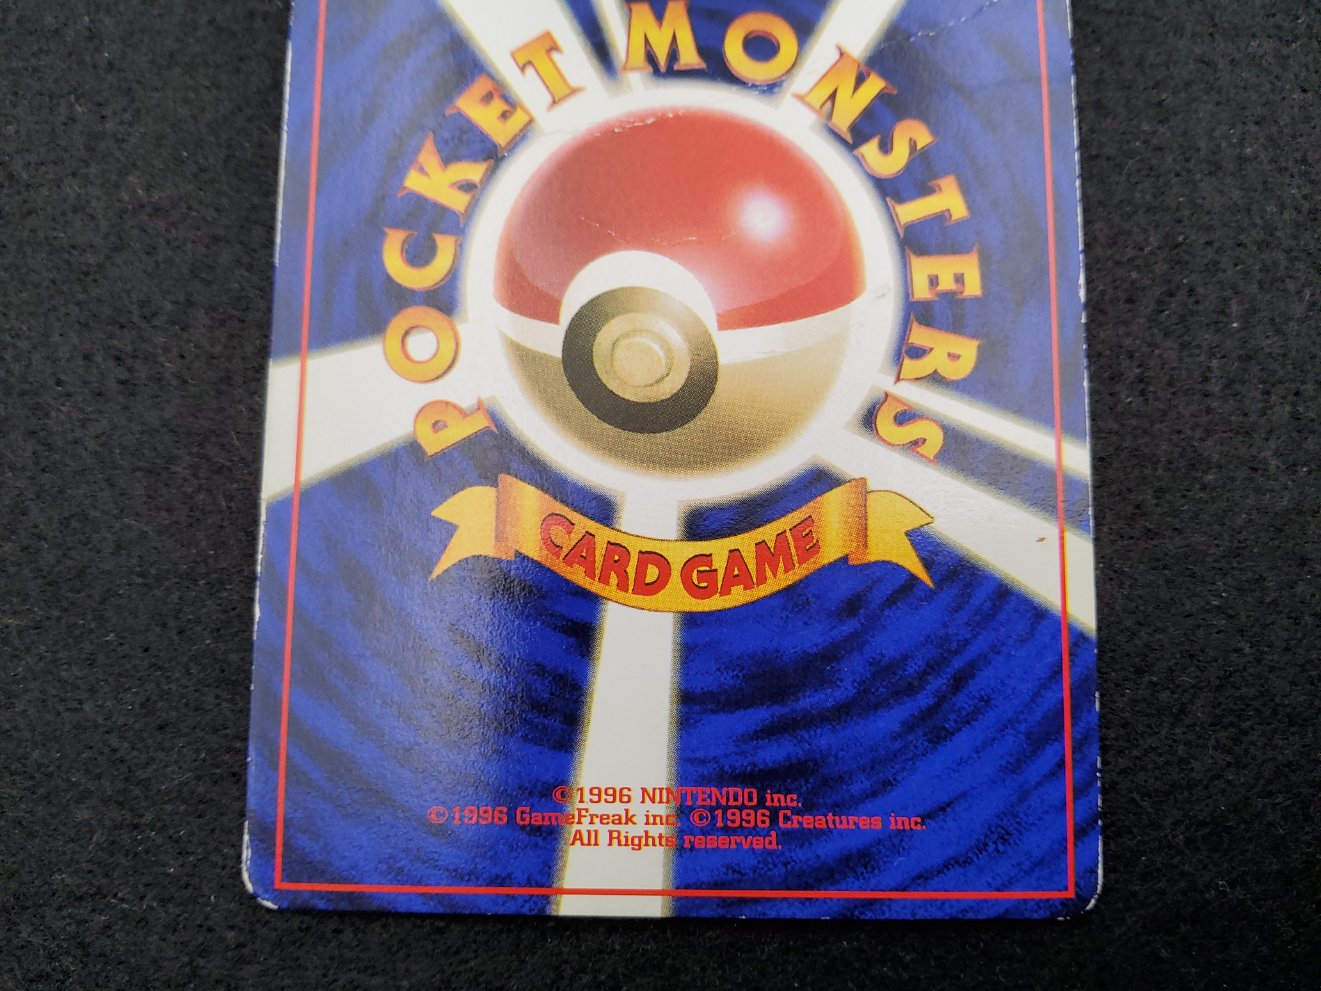 POCKET MONSTERS
CARD GAME
©1996 NINTENDO inc.
©1996 GameFreak inc. ©1996 Creatures inc.
All Rights reserved.